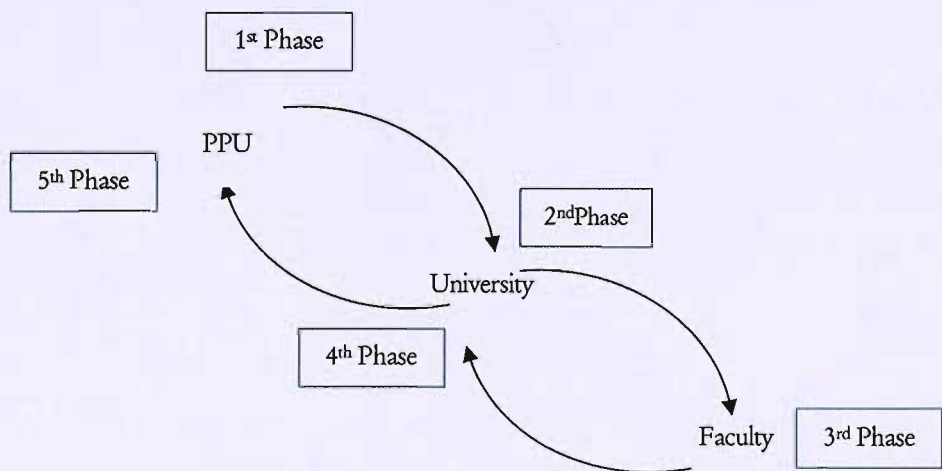 1st Phase
PPU
5th Phase
2ndPhase
University
4th Phase
Faculty
3rd Phase